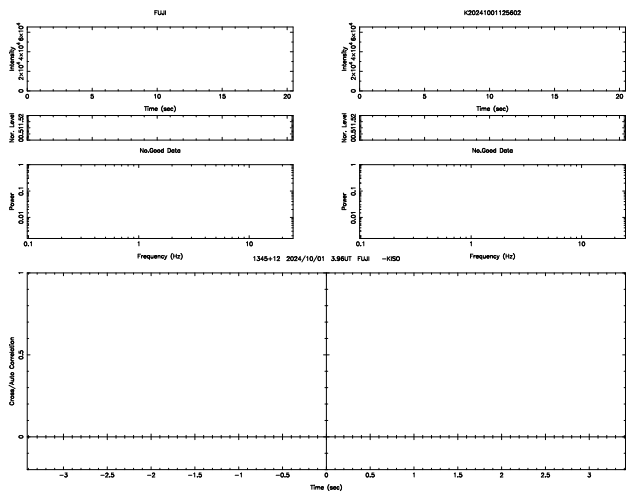 FUJI
K20241001125602
Intensity
0 2×10⁴ 4×10⁴ 6×10⁴
0 5 10 15 20
Time (sec)
Intensity
0 2×10⁴ 4×10⁴ 6×10⁴
0 5 10 15 20
Time (sec)
Nor. Level
00.511.52
Nor. Level
00.511.52
No.Good Data
No.Good Data
Power
0.01 0.1 1
0.1 1 10
Frequency (Hz)
Power
0.01 0.1 1
0.1 1 10
Frequency (Hz)
1345+12 2024/10/01 3.96UT FUJI -KISO
Cross/Auto Correlation
0 0.5 1
-3 -2.5 -2 -1.5 -1 -0.5 0 0.5 1 1.5 2 2.5 3
Time (sec)